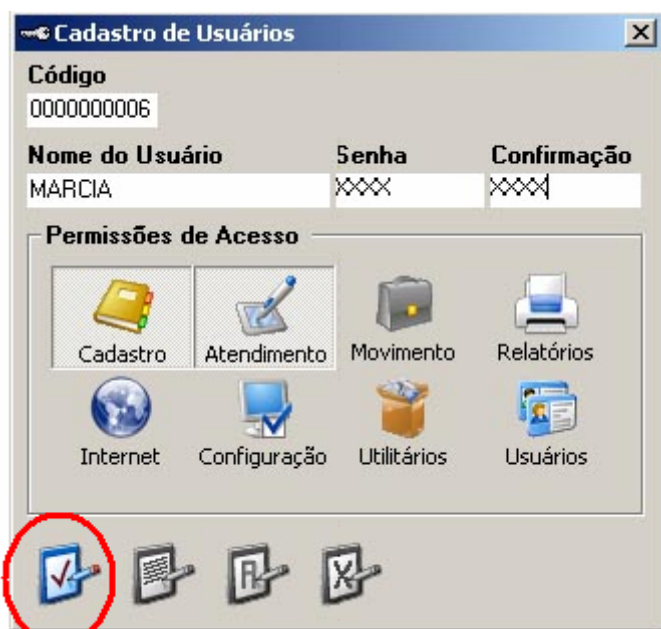 Cadastro de Usuários
Código
0000000006
Nome do Usuário Senha Confirmação
MARCIA XXXX XXXX
Permissões de Acesso
Cadastro Atendimento Movimento Relatórios
Internet Configuração Utilitários Usuários